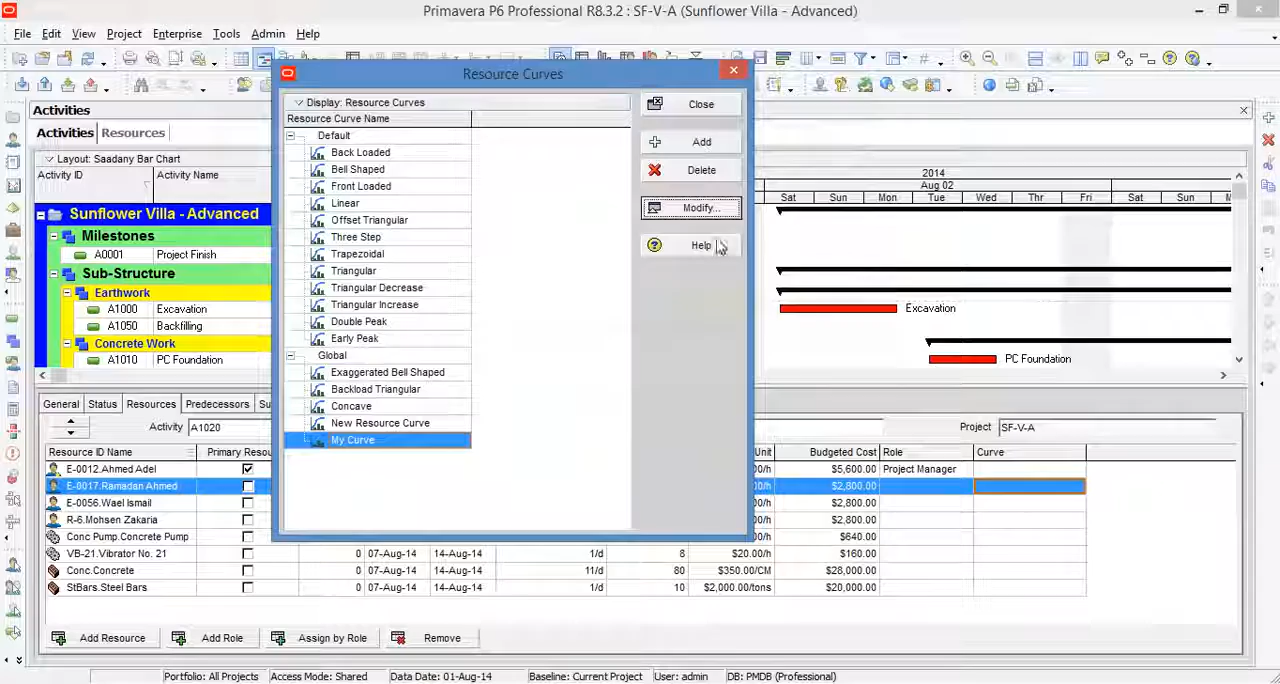 Primavera P6 Professional R8.3.2 : SF-V-A (Sunflower Villa - Advanced)
File Edit View Project Enterprise Tools Admin Help
Resource Curves
Display: Resource Curves
Resource Curve Name
Default
Back Loaded
Bell Shaped
Front Loaded
Linear
Offset Triangular
Three Step
Trapezoidal
Triangular
Triangular Decrease
Triangular Increase
Double Peak
Early Peak
Global
Exaggerated Bell Shaped
Backload Triangular
Concave
New Resource Curve
My Curve
Close
Add
Delete
Modify...
Help
Activities
Activities Resources
Layout: Saadany Bar Chart
Activity ID Activity Name
Sunflower Villa - Advanced
Milestones
A0001 Project Finish
Sub-Structure
Earthwork
A1000 Excavation
A1050 Backfilling
Concrete Work
A1010 PC Foundation
2014
Aug 02
Sat Sun Mon Tue Wed Thr Fri Sat Sun
Excavation
PC Foundation
General Status Resources Predecessors
Activity A1020 Project SF-V-A
Resource ID Name Primary Resou Unit Budgeted Cost Role Curve
E-0012.Ahmed Adel 00/h $5,600.00 Project Manager
E-0017.Ramadan Ahmed 00/h $2,800.00
E-0056.Wael Ismail 00/h $2,800.00
R-6.Mohsen Zakaria 00/h $2,800.00
Conc Pump.Concrete Pump 00/h $640.00
VB-21.Vibrator No. 21 0 07-Aug-14 14-Aug-14 1/d 8 $20.00/h $160.00
Conc.Concrete 0 07-Aug-14 14-Aug-14 11/d 80 $350.00/CM $28,000.00
StBars.Steel Bars 0 07-Aug-14 14-Aug-14 1/d 10 $2,000.00/tons $20,000.00
Add Resource Add Role Assign by Role Remove
Portfolio: All Projects Access Mode: Shared Data Date: 01-Aug-14 Baseline: Current Project User: admin DB: PMDB (Professional)